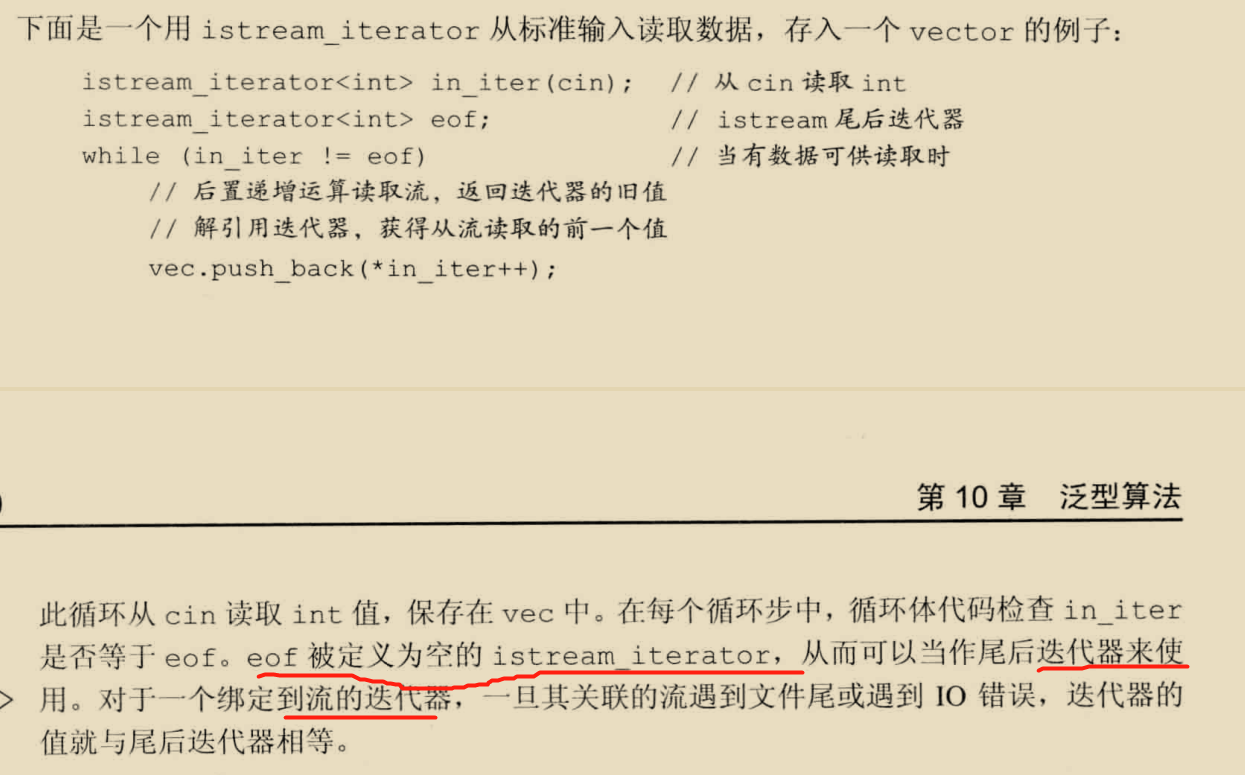 下面是一个用 istream_iterator 从标准输入读取数据，存入一个 vector 的例子：
istream_iterator<int> in_iter(cin); // 从 cin 读取 int
istream_iterator<int> eof; // istream 尾后迭代器
while (in_iter != eof) // 当有数据可供读取时
// 后置递增运算读取流，返回迭代器的旧值
// 解引用迭代器，获得从流读取的前一个值
vec.push_back(*in_iter++);
第 10 章 泛型算法
此循环从 cin 读取 int 值，保存在 vec 中。在每个循环步中，循环体代码检查 in_iter
是否等于 eof。eof 被定义为空的 istream_iterator，从而可以当作尾后迭代器来使
用。对于一个绑定到流的迭代器，一旦其关联的流遇到文件尾或遇到 IO 错误，迭代器的
值就与尾后迭代器相等。